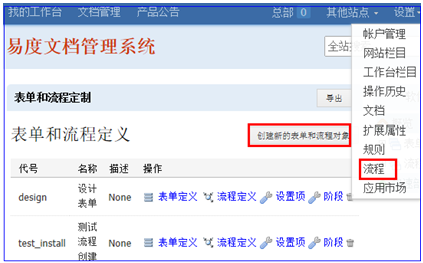 我的工作台 文档管理 产品公告 总部 0 其他站点 设置
易度文档管理系统 全站
帐户管理
网站栏目
工作台栏目
操作历史
文档
扩展属性
规则
流程
应用市场
表单和流程定制 导出
表单和流程定义 创建新的表单和流程对象
代号 名称 描述 操作
design 设计表单 None 表单定义 流程定义 设置项 阶段
test_install 测试流程创建 None 表单定义 流程定义 设置项 阶段